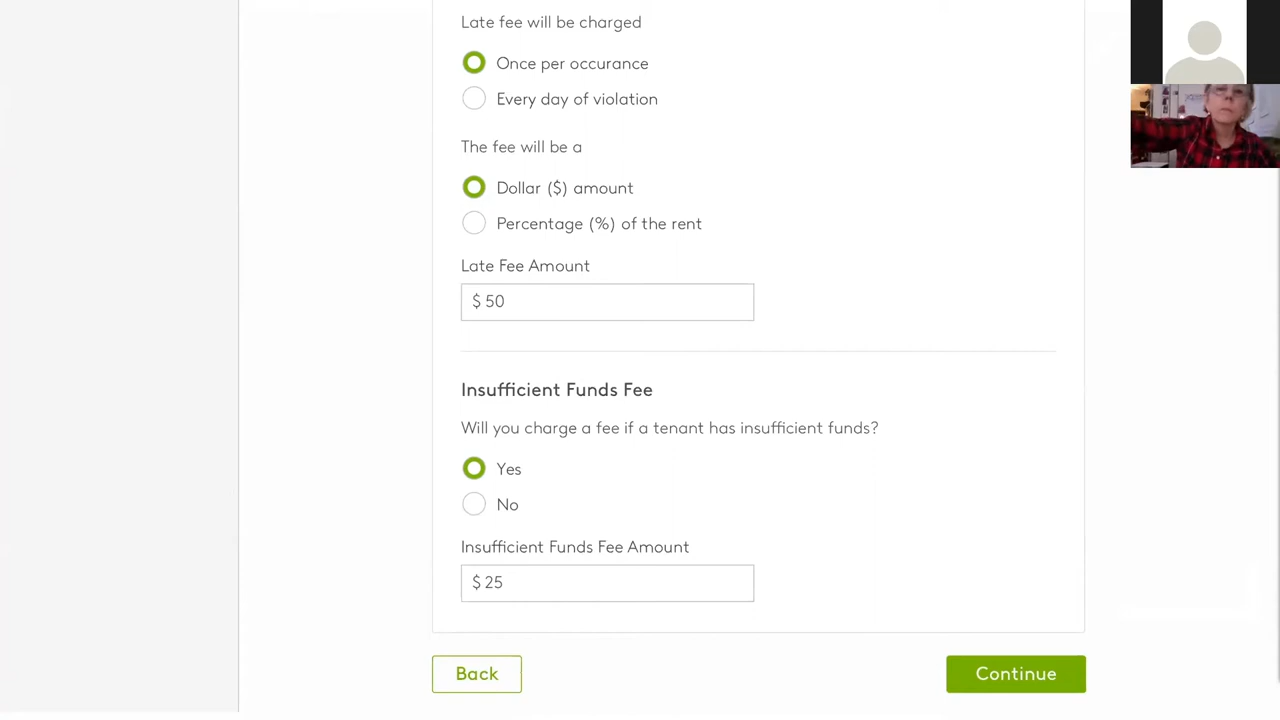 Late fee will be charged
Once per occurance
Every day of violation
The fee will be a
Dollar ($) amount
Percentage (%) of the rent
Late Fee Amount
$ 50
Insufficient Funds Fee
Will you charge a fee if a tenant has insufficient funds?
Yes
No
Insufficient Funds Fee Amount
$ 25
Back
Continue